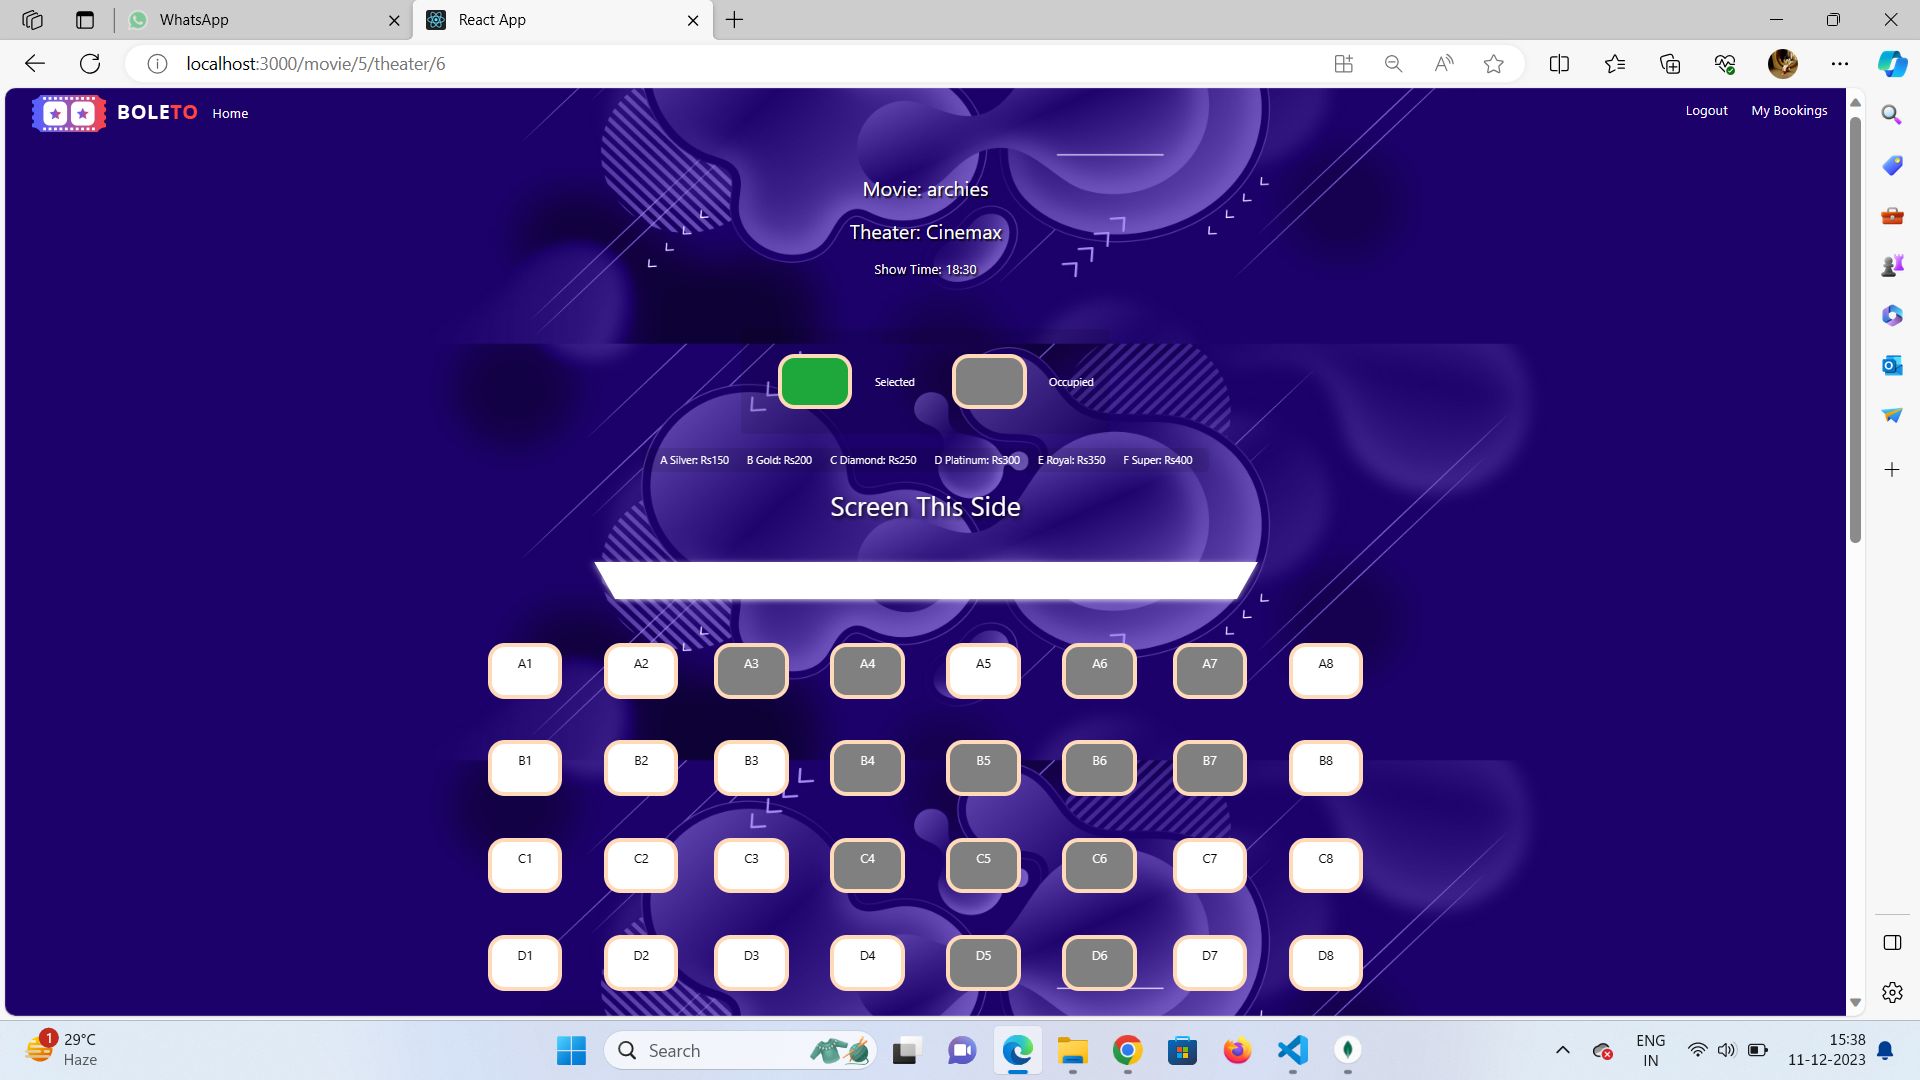 WhatsApp
React App
localhost:3000/movie/5/theater/6
BOLETO Home Logout My Bookings
Movie: archies
Theater: Cinemax
Show Time: 18:30
Selected Occupied
A Silver: Rs150 B Gold: Rs200 C Diamond: Rs250 D Platinum: Rs300 E Royal: Rs350 F Super: Rs400
Screen This Side
A1 A2 A3 A4 A5 A6 A7 A8
B1 B2 B3 B4 B5 B6 B7 B8
C1 C2 C3 C4 C5 C6 C7 C8
D1 D2 D3 D4 D5 D6 D7 D8
1
29°C
Haze
Search
ENG
IN
15:38
11-12-2023